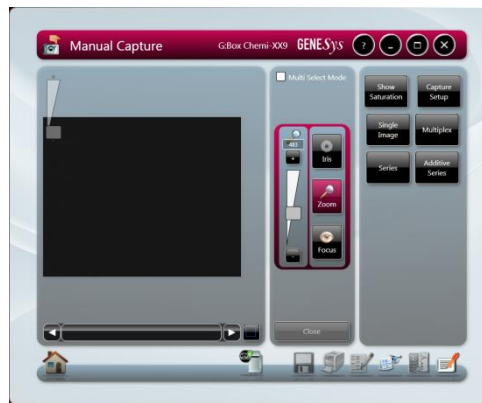 Manual Capture
G:Box Chemi-XX9 GENESys ?
Multi Select Mode
Show Saturation
Capture Setup
483
+
Iris
Single Image
Multiplex
Zoom
Series
Additive Series
Focus
-
Close